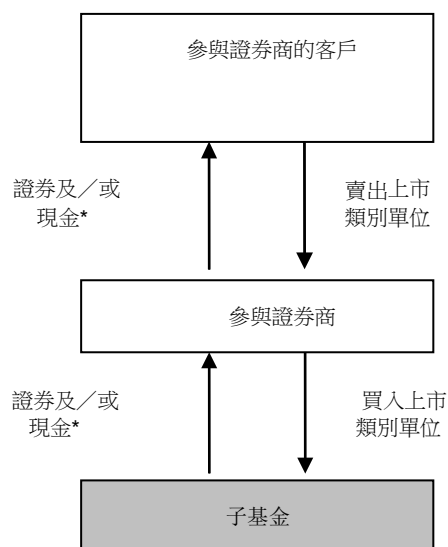 參與證券商的客戶
證券及／或
現金*
賣出上市
類別單位
參與證券商
證券及／或
現金*
買入上市
類別單位
子基金